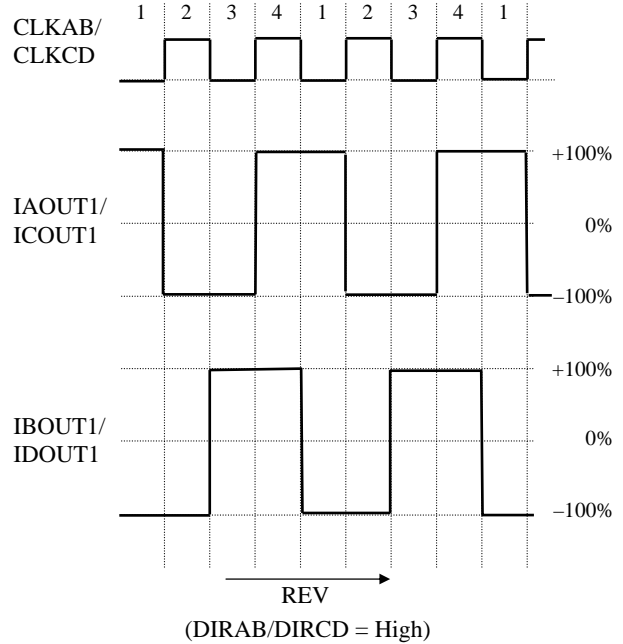 1 2 3 4 1 2 3 4 1
CLKAB/
CLKCD
+100%
IAOUT1/
ICOUT1
0%
–100%
+100%
IBOUT1/
IDOUT1
0%
–100%
REV
(DIRAB/DIRCD = High)